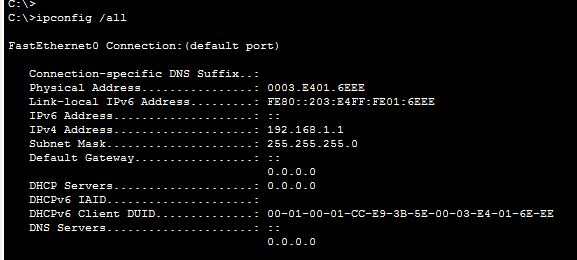 C:\>
C:\>ipconfig /all
FastEthernet0 Connection:(default port)
Connection-specific DNS Suffix..:
Physical Address................: 0003.E401.6EEE
Link-local IPv6 Address.........: FE80::203:E4FF:FE01:6EEE
IPv6 Address....................: ::
IPv4 Address....................: 192.168.1.1
Subnet Mask.....................: 255.255.255.0
Default Gateway.................: ::
0.0.0.0
DHCP Servers....................: 0.0.0.0
DHCPv6 IAID.....................:
DHCPv6 Client DUID..............: 00-01-00-01-CC-E9-3B-5E-00-03-E4-01-6E-EE
DNS Servers.....................: ::
0.0.0.0